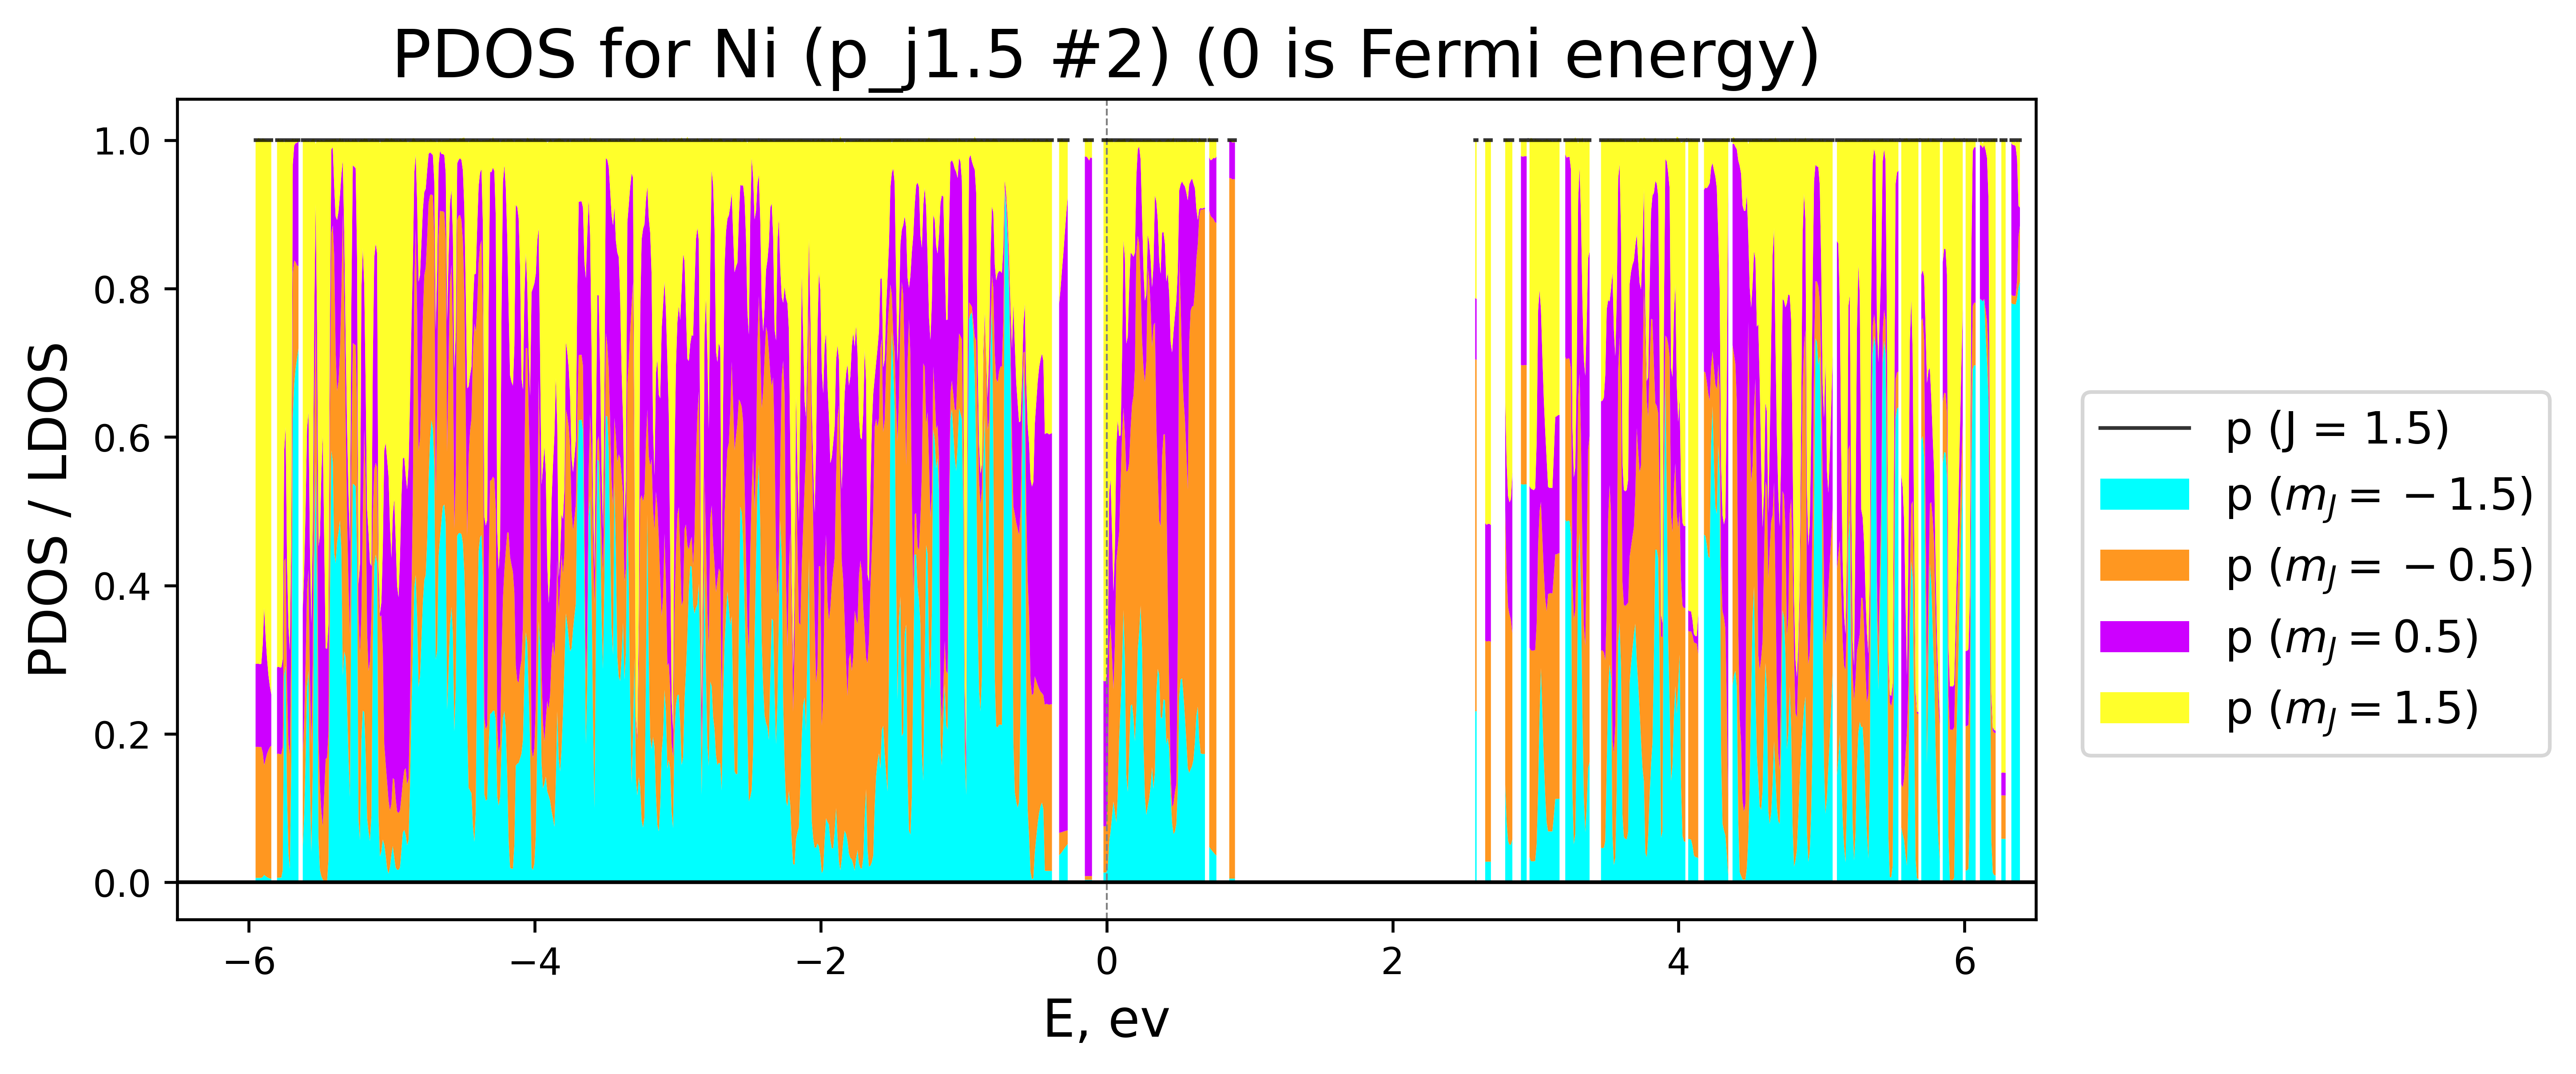 PDOS for Ni (p_j1.5 #2) (0 is Fermi energy)
PDOS / LDOS
1.0
0.8
0.6
0.4
0.2
0.0
−6
−4
−2
0
2
4
6
E, ev
p (J = 1.5)
p (m_J = − 1.5)
p (m_J = − 0.5)
p (m_J = 0.5)
p (m_J = 1.5)